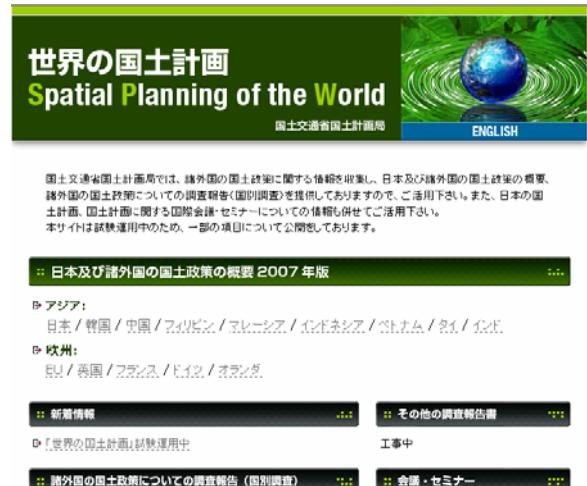 世界の国土計画
Spatial Planning of the World
国土交通省国土計画局
ENGLISH
国土交通省国土計画局では、諸外国の国土政策に関する情報を収集し、日本及び諸外国の国土政策の概要、
諸外国の国土政策についての調査報告(国別調査)を提供しておりますので、ご活用下さい。また、日本の国
土計画、国土計画に関する国際会議・セミナーについての情報も併せてご活用下さい。
本サイトは試験運用中のため、一部の項目について公開をしております。
日本及び諸外国の国土政策の概要 2007 年版
アジア:
日本 / 韓国 / 中国 / フィリピン / マレーシア / インドネシア / ベトナム / タイ / インド
欧州:
EU / 英国 / フランス / ドイツ / オランダ
新着情報
その他の調査報告書
「世界の国土計画」試験運用中
工事中
諸外国の国土政策についての調査報告(国別調査)
会議・セミナー